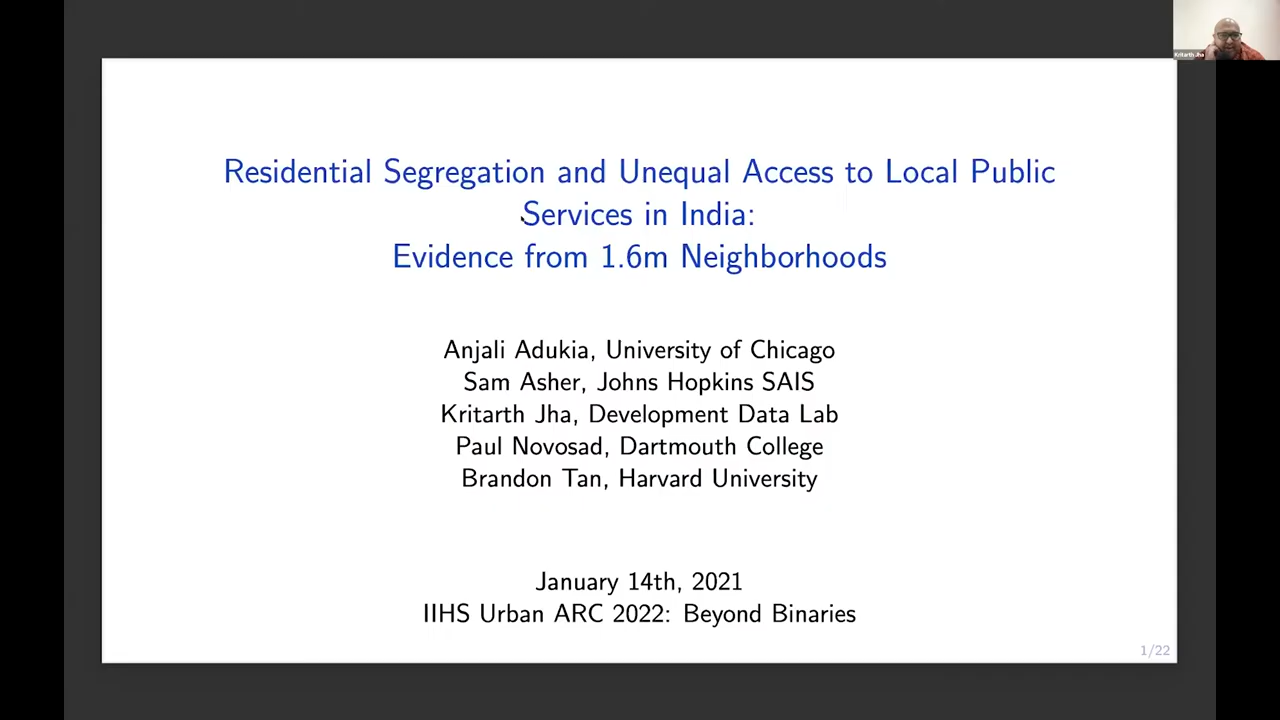 Kritarth Jha
Residential Segregation and Unequal Access to Local Public
Services in India:
Evidence from 1.6m Neighborhoods
Anjali Adukia, University of Chicago
Sam Asher, Johns Hopkins SAIS
Kritarth Jha, Development Data Lab
Paul Novosad, Dartmouth College
Brandon Tan, Harvard University
January 14th, 2021
IIHS Urban ARC 2022: Beyond Binaries
1/22